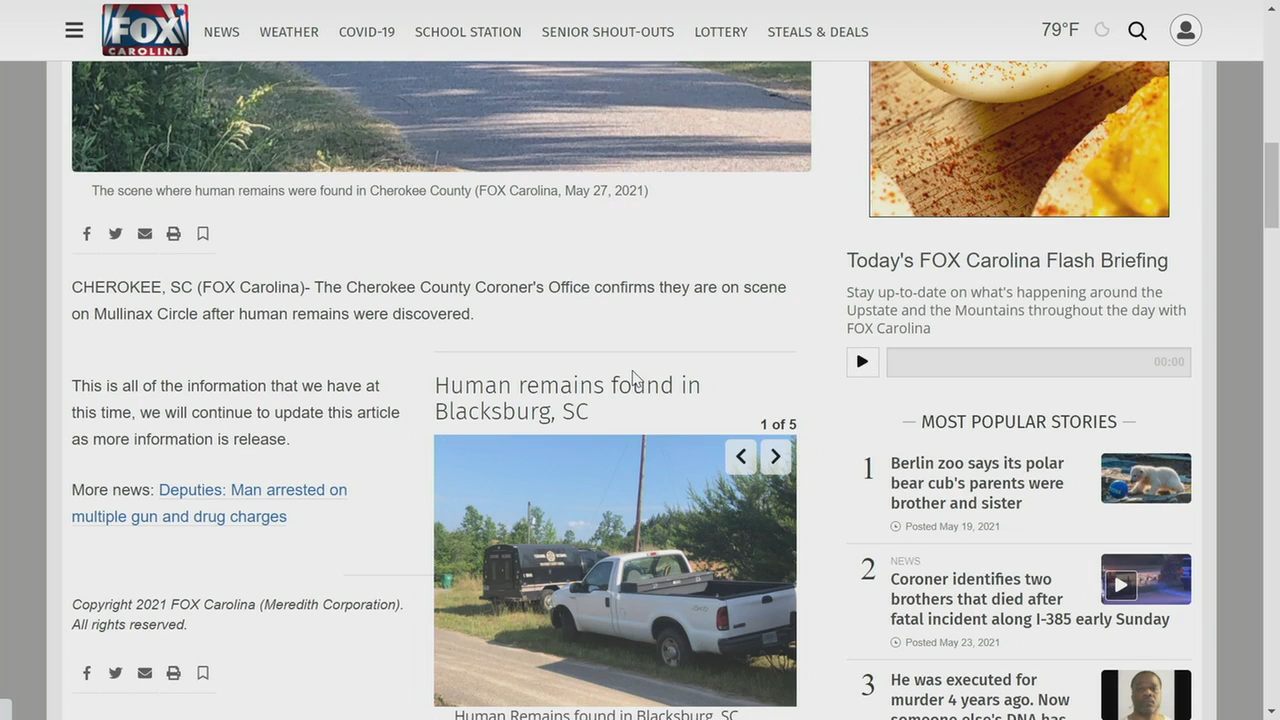 FOX
CAROLINA
NEWS
WEATHER
COVID-19
SCHOOL STATION
SENIOR SHOUT-OUTS
LOTTERY
STEALS & DEALS
79°F
The scene where human remains were found in Cherokee County (FOX Carolina, May 27, 2021)
CHEROKEE, SC (FOX Carolina)- The Cherokee County Coroner's Office confirms they are on scene
on Mullinax Circle after human remains were discovered.
This is all of the information that we have at
this time, we will continue to update this article
as more information is release.
More news: Deputies: Man arrested on
multiple gun and drug charges
Copyright 2021 FOX Carolina (Meredith Corporation).
All rights reserved.
Human remains found in
Blacksburg, SC
1 of 5
Human Remains found in Blacksburg, SC
Today's FOX Carolina Flash Briefing
Stay up-to-date on what's happening around the
Upstate and the Mountains throughout the day with
FOX Carolina
00:00
MOST POPULAR STORIES
1
Berlin zoo says its polar
bear cub's parents were
brother and sister
Posted May 19, 2021
2
NEWS
Coroner identifies two
brothers that died after
fatal incident along I-385 early Sunday
Posted May 23, 2021
3
He was executed for
murder 4 years ago. Now
someone else's DNA has